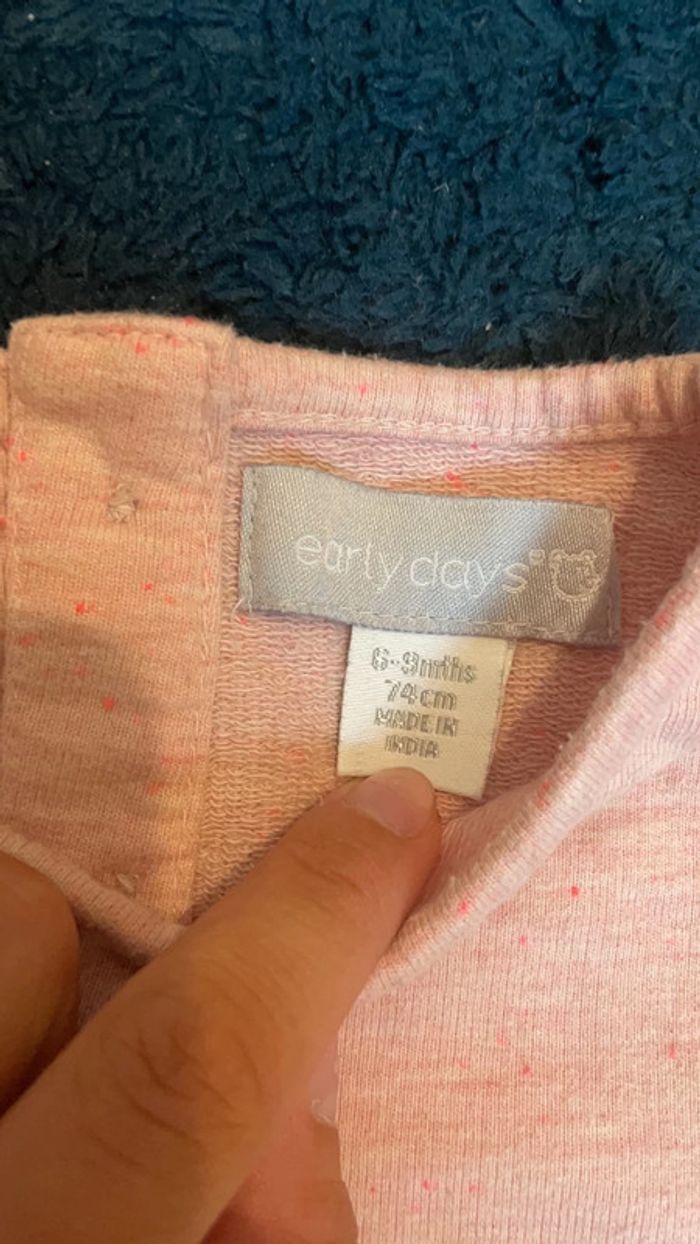 early days®
6-9mths
74cm
MADE IN
INDIA